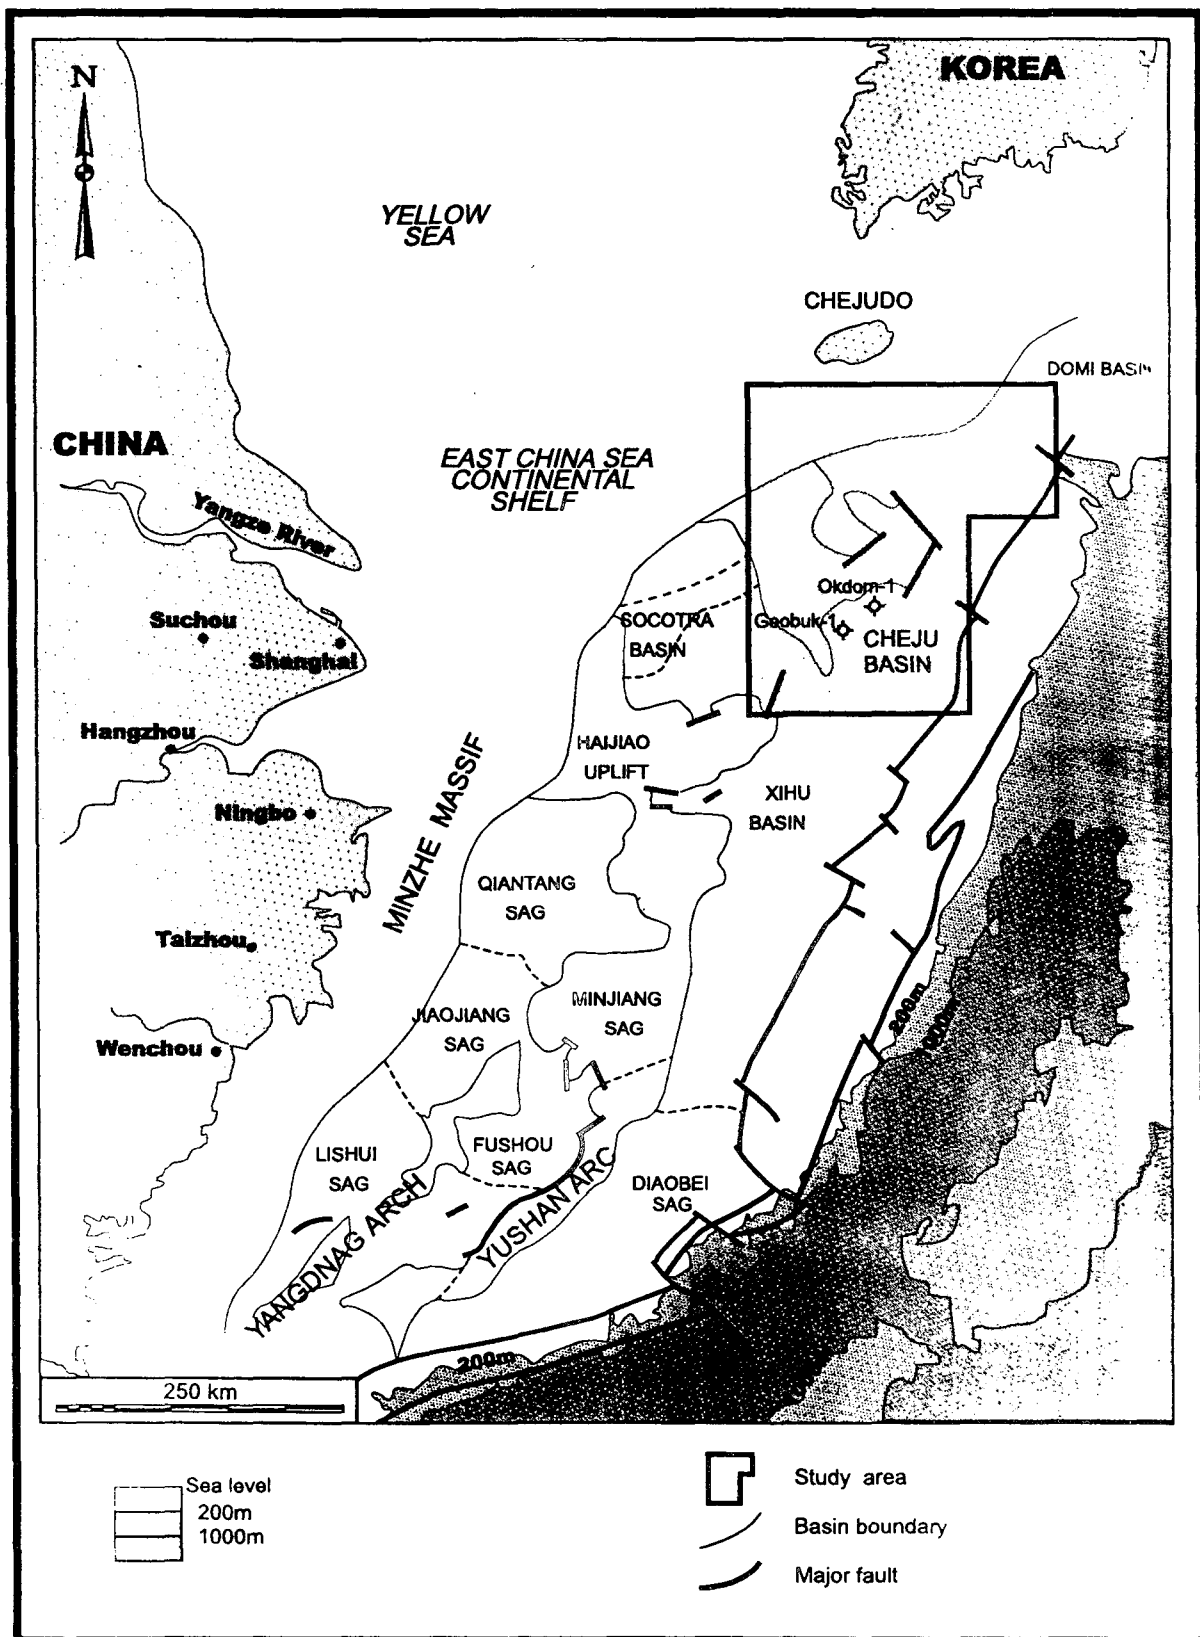 KOREA
N
YELLOW
SEA
CHEJUDO
DOMI BASIN
CHINA
EAST CHINA SEA
CONTINENTAL
SHELF
Yangze River
Okdom-1
Suchou
SOCOTRA
BASIN
Geobuk-1
CHEJU
BASIN
Shanghai
Hangzhou
HAIJIAO
UPLIFT
MINZHE MASSIF
XIHU
BASIN
Ningbo
QIANTANG
SAG
Taizhou
MINJIANG
SAG
JIAOJIANG
SAG
200m
1000m
Wenchou
LISHUI
SAG
FUSHOU
SAG
DIAOBEI
SAG
YANGDNAG ARCH
YUSHAN ARC
200m
250 km
Sea level
200m
1000m
Study area
Basin boundary
Major fault